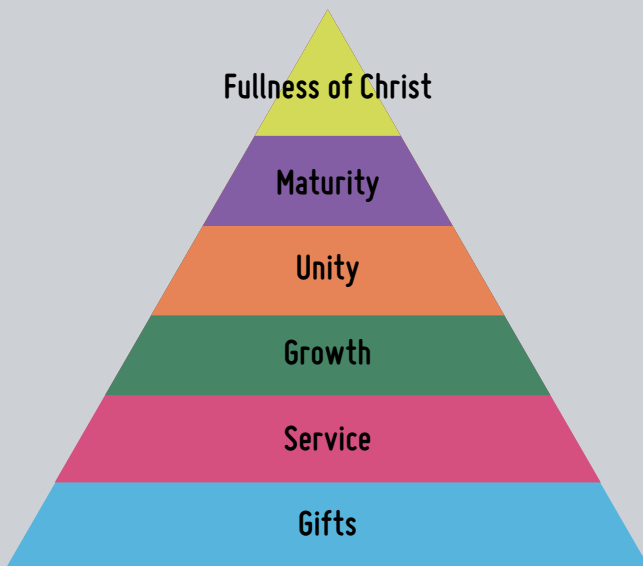 Fullness of Christ
Maturity
Unity
Growth
Service
Gifts